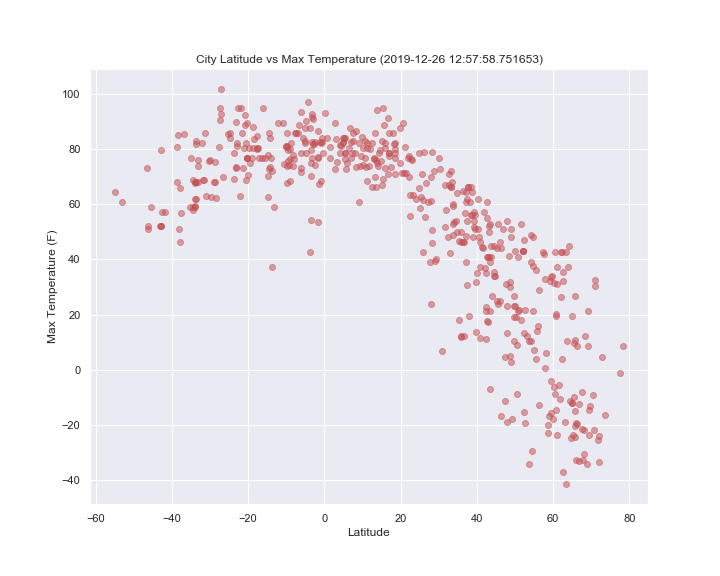 City Latitude vs Max Temperature (2019-12-26 12:57:58.751653)
100
80
60
40
20
0
−20
−40
Max Temperature (F)
−60 −40 −20 0 20 40 60 80
Latitude